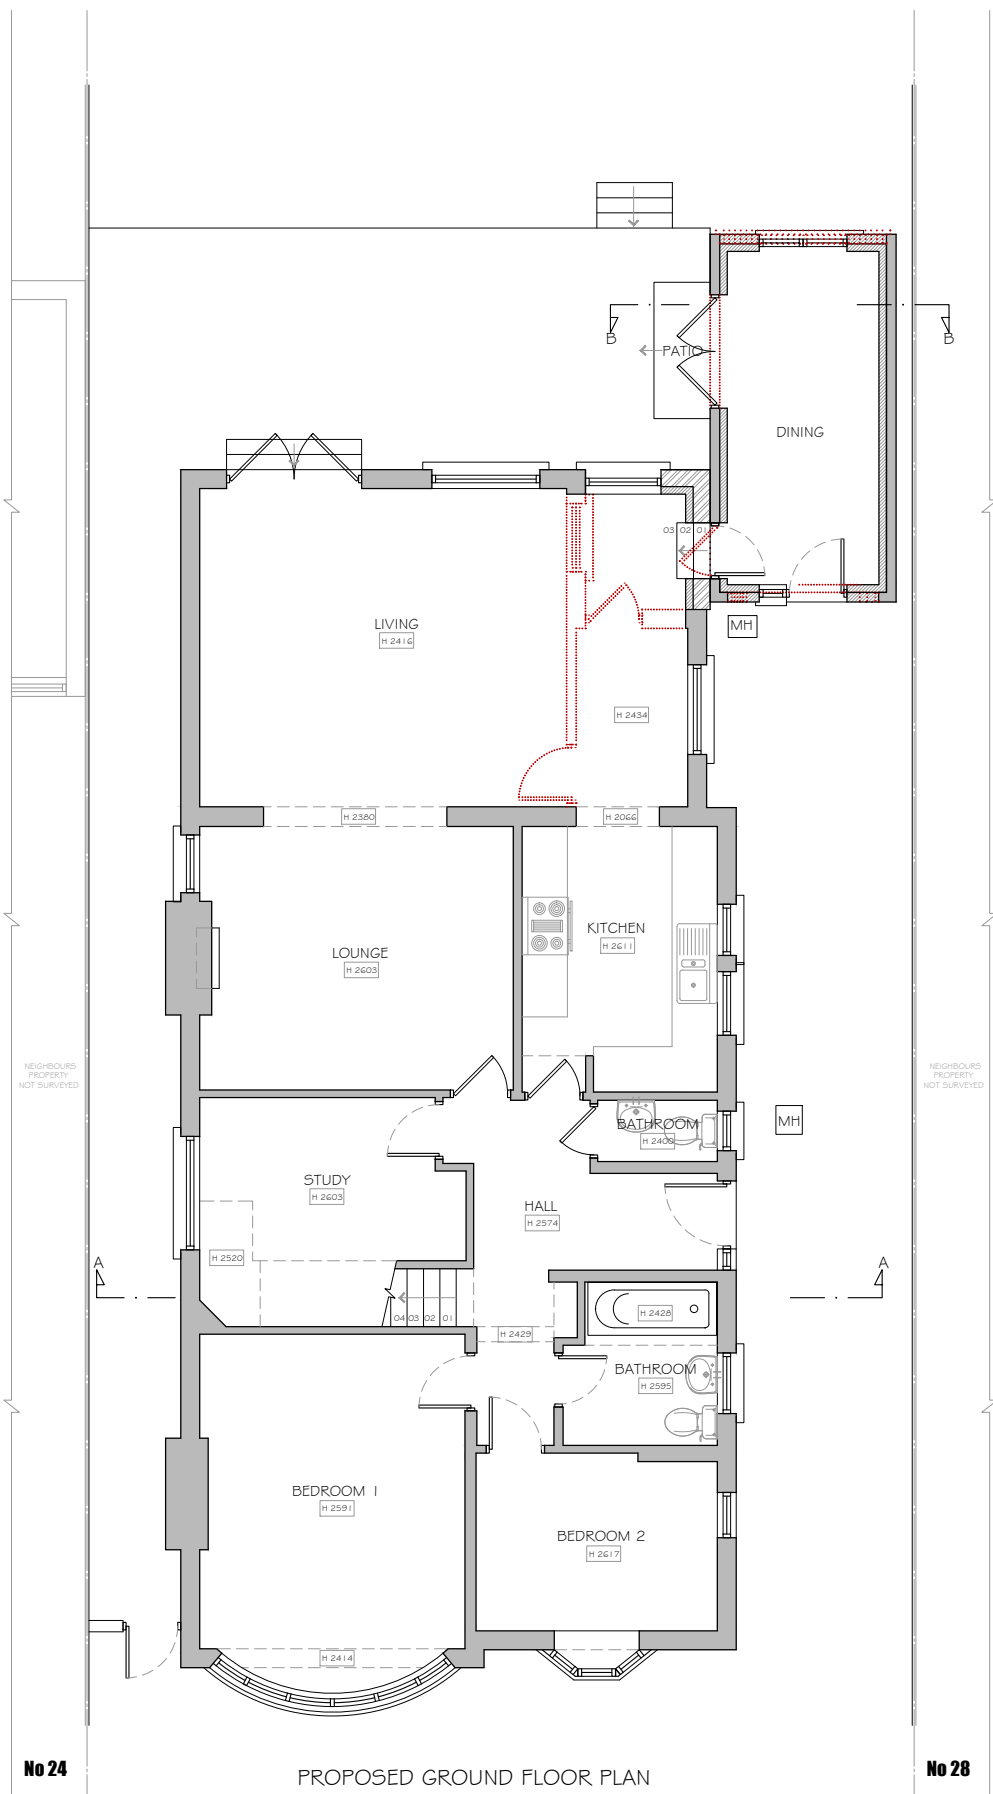 B
B
PATIO
DINING
03 02 01
LIVING
H 2416
MH
H 2434
H 2380
H 2066
KITCHEN
H 2611
LOUNGE
H 2603
NEIGHBOURS
PROPERTY
NOT SURVEYED
NEIGHBOURS
PROPERTY
NOT SURVEYED
BATHROOM
H 2400
MH
STUDY
H 2603
HALL
H 2574
H 2520
A
A
04 03 02 01
H 2428
H 2429
BATHROOM
H 2595
BEDROOM 1
H 2591
BEDROOM 2
H 2617
H 2414
No 24
No 28
PROPOSED GROUND FLOOR PLAN